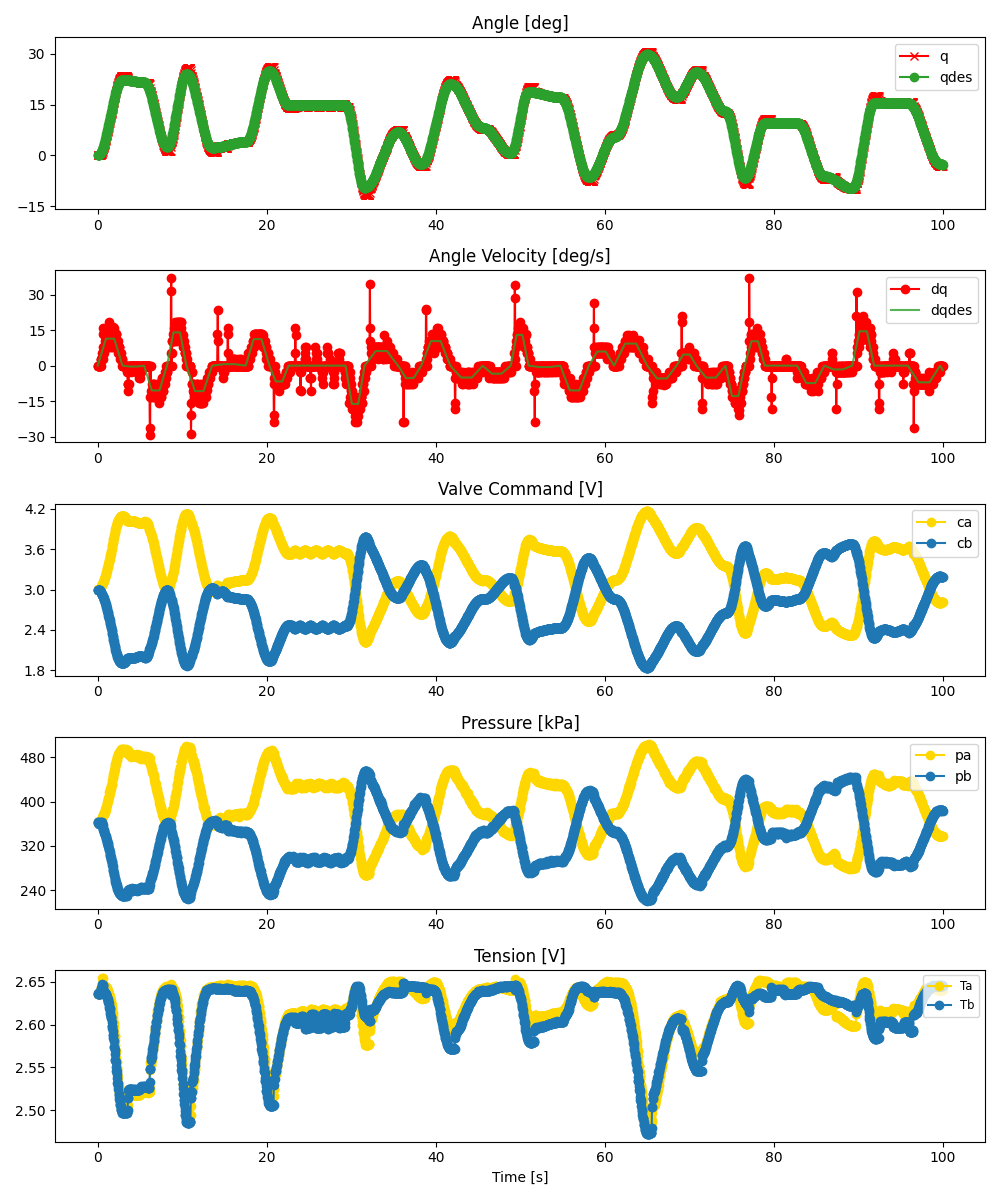 Angle [deg]
30
15
0
−15
q
qdes
0 20 40 60 80 100
Angle Velocity [deg/s]
30
15
0
−15
−30
dq
dqdes
0 20 40 60 80 100
Valve Command [V]
4.2
3.6
3.0
2.4
1.8
ca
cb
0 20 40 60 80 100
Pressure [kPa]
480
400
320
240
pa
pb
0 20 40 60 80 100
Tension [V]
2.65
2.60
2.55
2.50
Ta
Tb
0 20 40 60 80 100
Time [s]